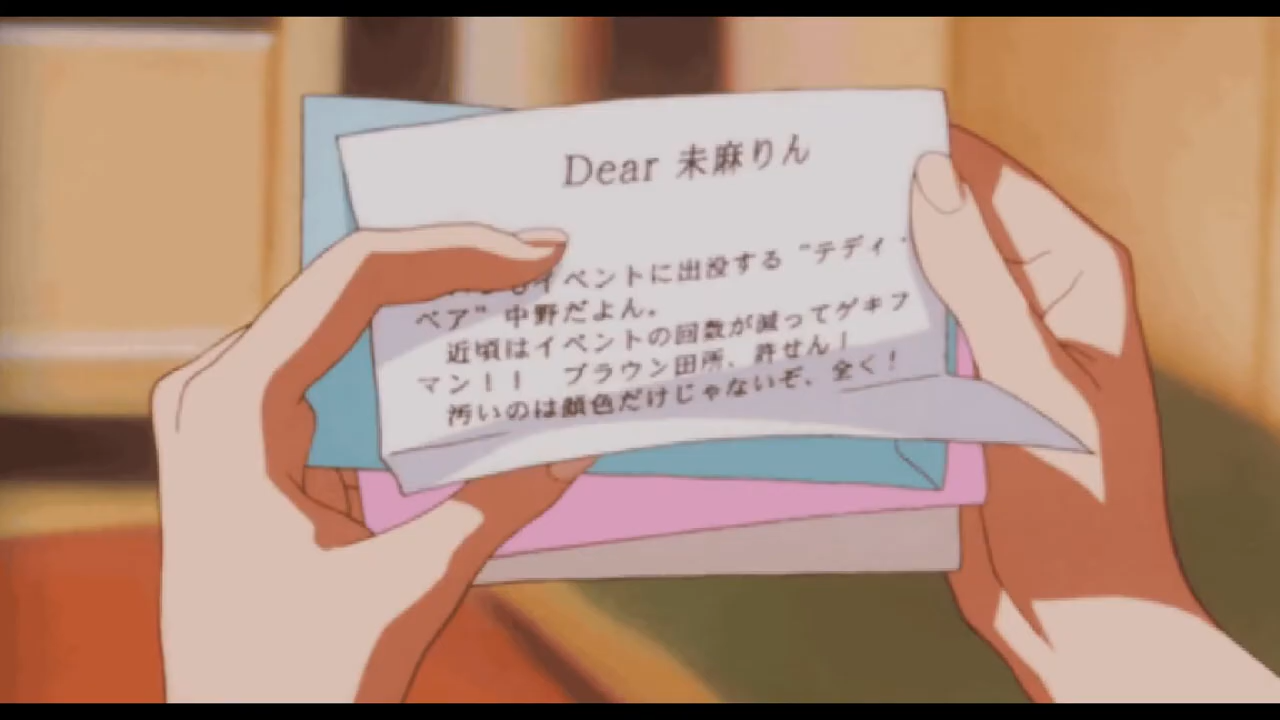 Dear 未麻りん
もイベントに出没する “テディ・
ベア” 中野だよん。
近頃はイベントの回数が減ってゲキフ
マン！！ ブラウン田所、許せん！
汚いのは顔色だけじゃないぞ、全く！